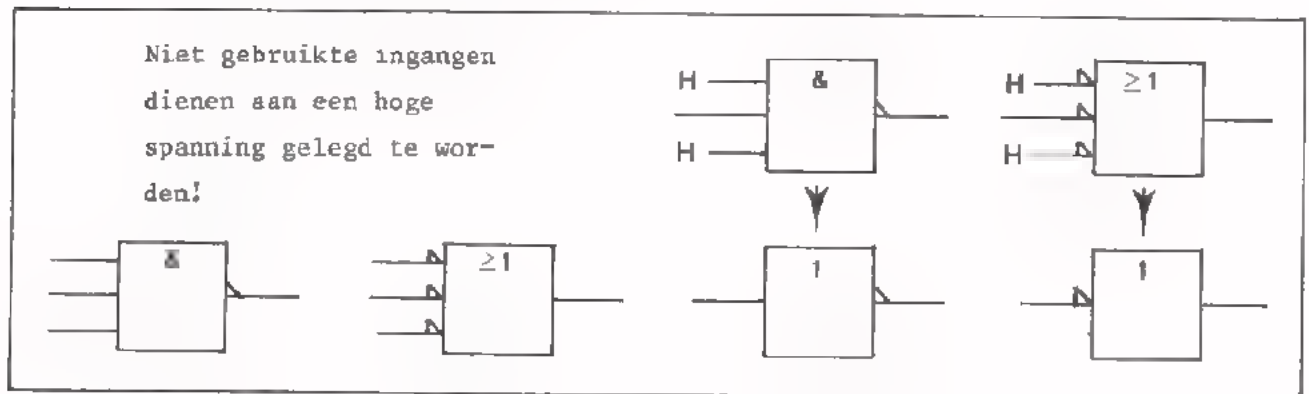 Niet gebruikte ingangen
dienen aan een hoge
spanning gelegd te wor-
den!
H
&
H
H
≥1
H
&
≥1
1
1